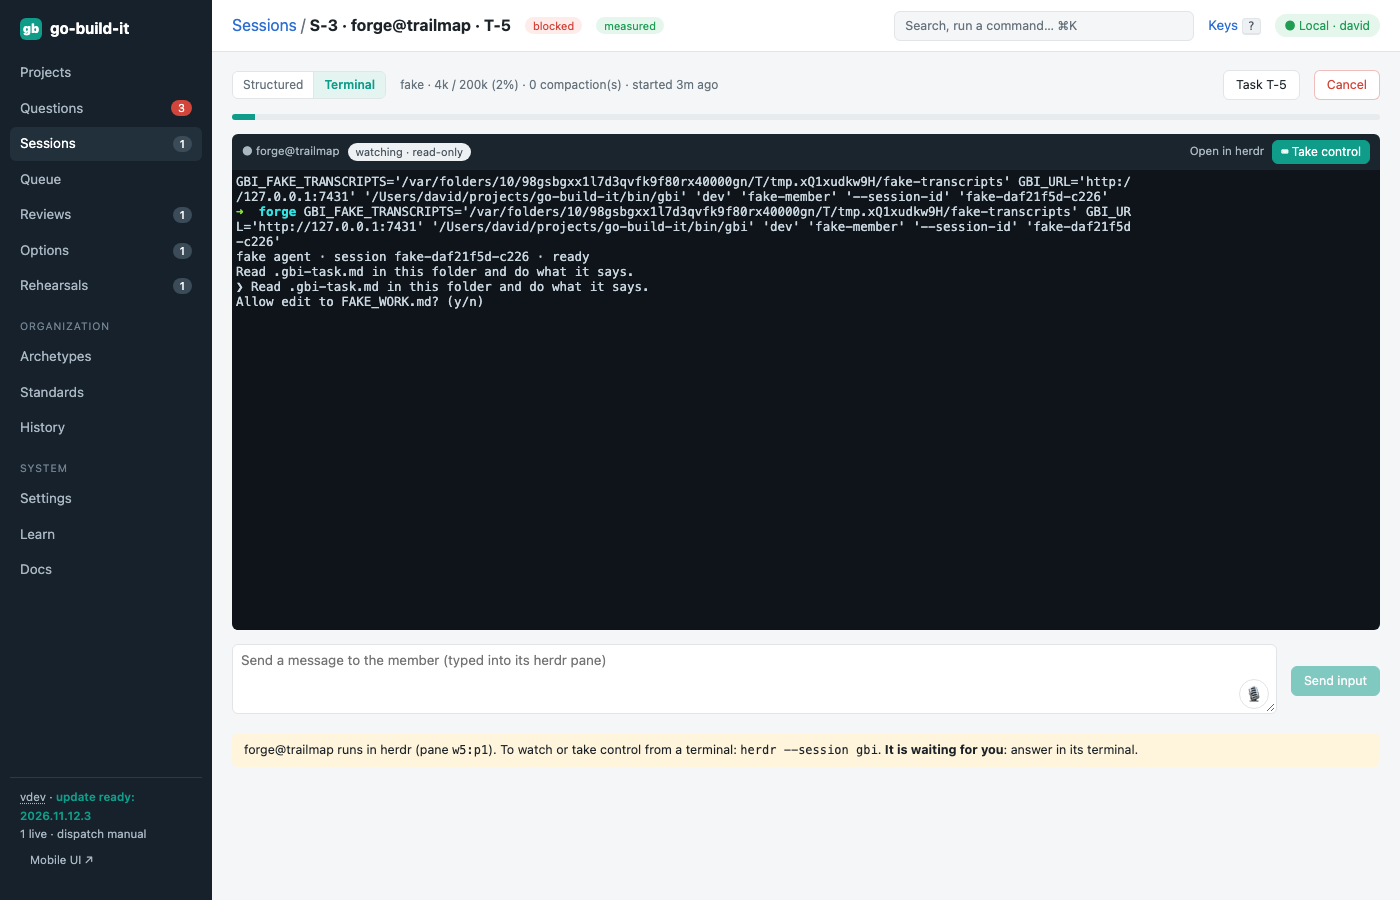 gb go-build-it
Projects
Questions 3
Sessions 1
Queue
Reviews 1
Options 1
Rehearsals 1
ORGANIZATION
Archetypes
Standards
History
SYSTEM
Settings
Learn
Docs
vdev · update ready:
2026.11.12.3
1 live · dispatch manual
Mobile UI ↗
Sessions / S-3 · forge@trailmap · T-5 blocked measured
Search, run a command... ⌘K
Keys ?
Local · david
Structured Terminal fake · 4k / 200k (2%) · 0 compaction(s) · started 3m ago
Task T-5 Cancel
forge@trailmap watching · read-only
Open in herdr Take control
GBI_FAKE_TRANSCRIPTS='/var/folders/10/98gsbgxx1l7d3qvfk9f80rx40000gn/T/tmp.xQ1xudkw9H/fake-transcripts' GBI_URL='http:/
/127.0.0.1:7431' '/Users/david/projects/go-build-it/bin/gbi' 'dev' 'fake-member' '--session-id' 'fake-daf21f5d-c226'
➜ forge GBI_FAKE_TRANSCRIPTS='/var/folders/10/98gsbgxx1l7d3qvfk9f80rx40000gn/T/tmp.xQ1xudkw9H/fake-transcripts' GBI_UR
L='http://127.0.0.1:7431' '/Users/david/projects/go-build-it/bin/gbi' 'dev' 'fake-member' '--session-id' 'fake-daf21f5d
-c226'
fake agent · session fake-daf21f5d-c226 · ready
Read .gbi-task.md in this folder and do what it says.
❯ Read .gbi-task.md in this folder and do what it says.
Allow edit to FAKE_WORK.md? (y/n)
Send a message to the member (typed into its herdr pane)
Send input
forge@trailmap runs in herdr (pane w5:p1). To watch or take control from a terminal: herdr --session gbi. It is waiting for you: answer in its terminal.